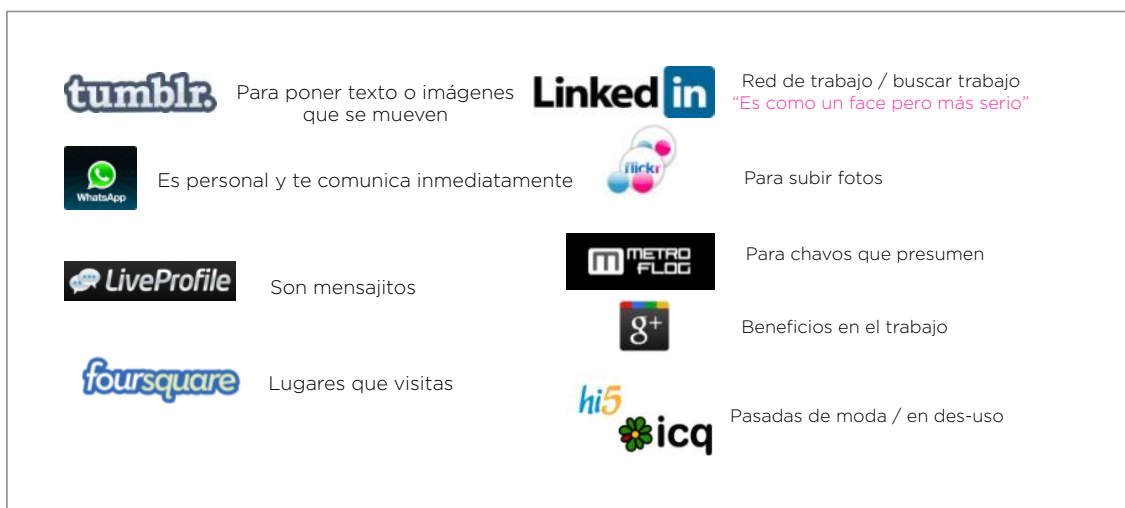 tumblr.
Para poner texto o imágenes
que se mueven
WhatsApp
Es personal y te comunica inmediatamente
LiveProfile
Son mensajitos
foursquare
Lugares que visitas
Linked in
Red de trabajo / buscar trabajo
“Es como un face pero más serio”
flickr
Para subir fotos
m METRO
FLOG
Para chavos que presumen
g+
Beneficios en el trabajo
hi5
icq
Pasadas de moda / en des-uso